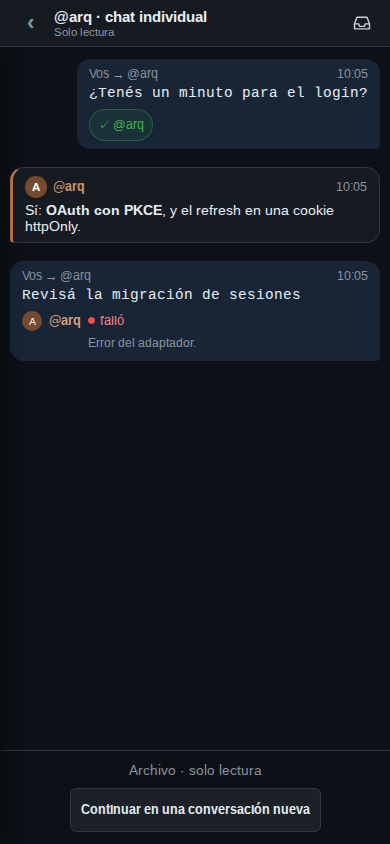 @arq · chat individual
Solo lectura
Vos → @arq 10:05
¿Tenés un minuto para el login?
✓ @arq
A @arq 10:05
Sí: OAuth con PKCE, y el refresh en una cookie
httpOnly.
Vos → @arq 10:05
Revisá la migración de sesiones
A @arq falló
Error del adaptador.
Archivo · solo lectura
Continuar en una conversación nueva